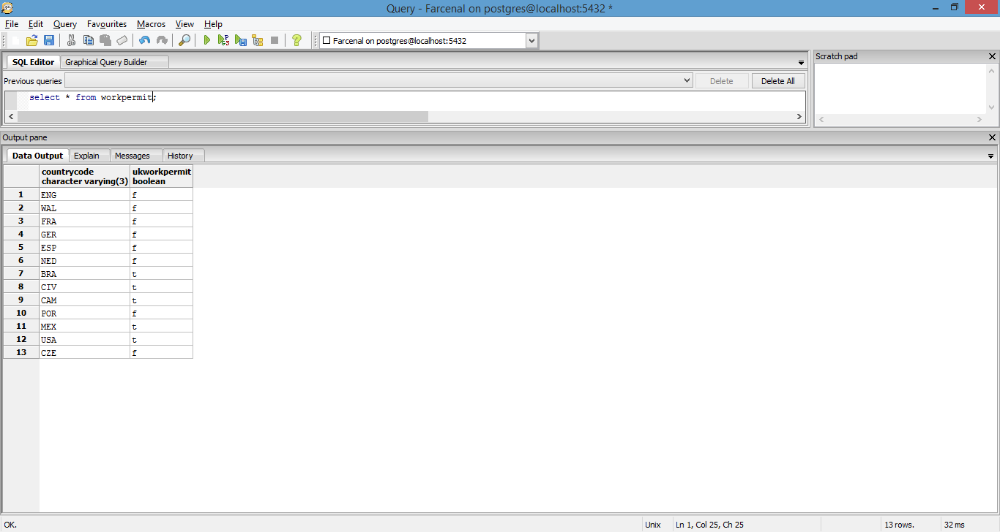 Query - Farcenal on postgres@localhost:5432 *
File Edit Query Favourites Macros View Help
Farcenal on postgres@localhost:5432
SQL Editor Graphical Query Builder
Scratch pad
Previous queries Delete Delete All
select * from workpermit;
Output pane
Data Output Explain Messages History
countrycode ukworkpermit
character varying(3) boolean
1 ENG f
2 WAL f
3 FRA f
4 GER f
5 ESP f
6 NED f
7 BRA t
8 CIV t
9 CAM t
10 POR f
11 MEX t
12 USA t
13 CZE f
OK. Unix Ln 1, Col 25, Ch 25 13 rows. 32 ms